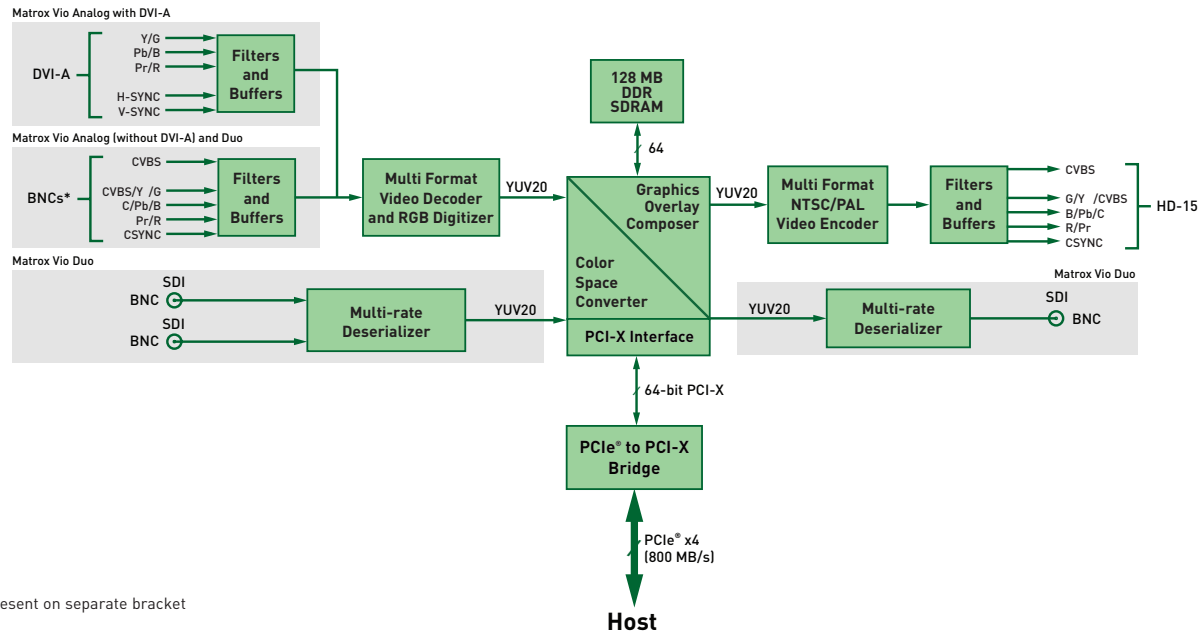 Matrox Vio Analog with DVI-A
DVI-A
Y/G
Pb/B
Pr/R
H-SYNC
V-SYNC
Filters
and
Buffers
Matrox Vio Analog (without DVI-A) and Duo
BNCs*
CVBS
CVBS/Y /G
C/Pb/B
Pr/R
CSYNC
Filters
and
Buffers
Multi Format
Video Decoder
and RGB Digitizer
YUV20
128 MB
DDR
SDRAM
64
Graphics
Overlay
Composer
Color
Space
Converter
PCI-X Interface
YUV20
Multi Format
NTSC/PAL
Video Encoder
Filters
and
Buffers
CVBS
G/Y /CVBS
B/Pb/C
R/Pr
CSYNC
HD-15
Matrox Vio Duo
SDI
BNC
SDI
BNC
Multi-rate
Deserializer
YUV20
Matrox Vio Duo
YUV20
Multi-rate
Deserializer
SDI
BNC
64-bit PCI-X
PCIe® to PCI-X
Bridge
PCIe® x4
(800 MB/s)
Host
esent on separate bracket